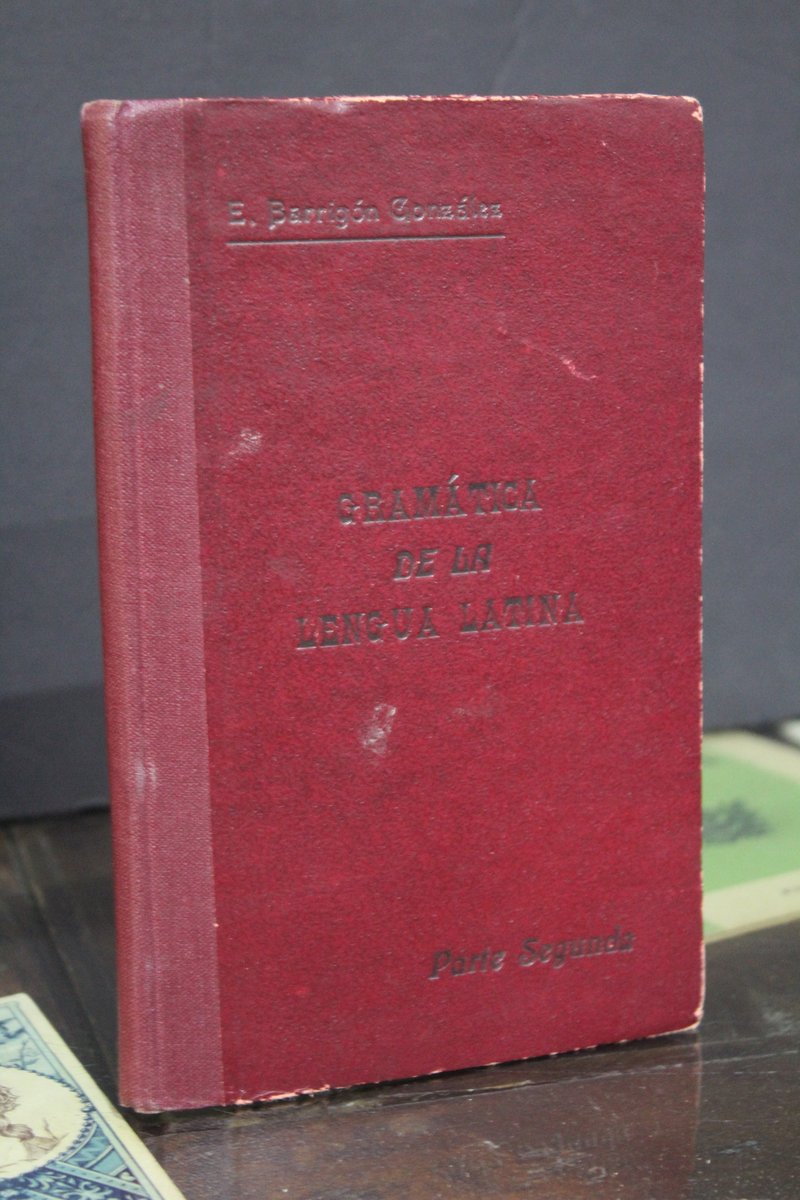 E. Barrigón González
GRAMÁTICA
DE LA
LENGUA LATINA
Parte Segunda